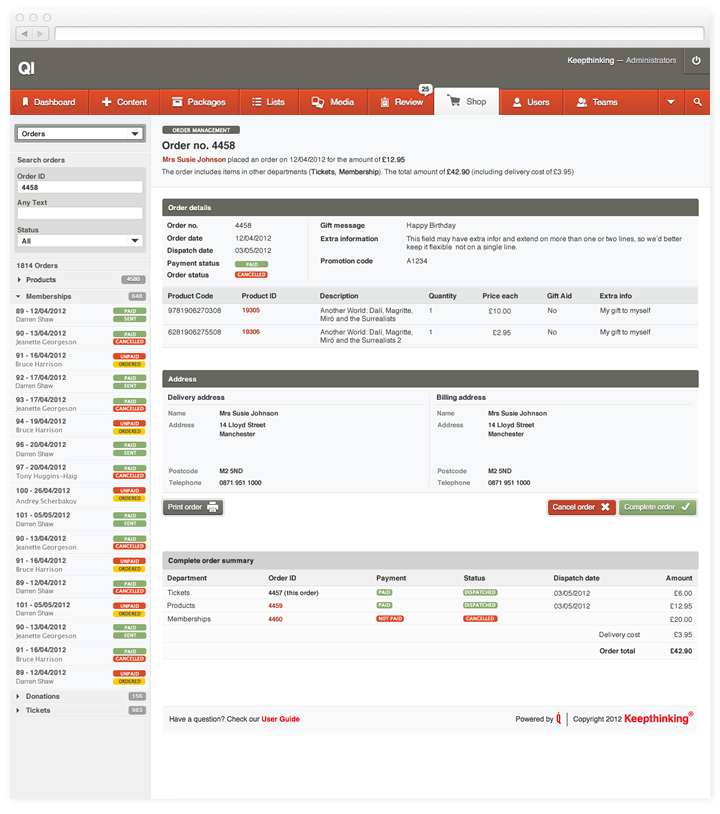 QI
Keepthinking — Administrators
Dashboard
Content
Packages
Lists
Media
Review
25
Shop
Users
Teams
Orders
Search orders
Order ID
4458
Any Text
Status
All
1814 Orders
Products 4580
Memberships 648
89 - 12/04/2012 PAID
Darren Shaw SENT
90 - 13/04/2012 PAID
Jeanette Georgeson CANCELLED
91 - 16/04/2012 UNPAID
Bruce Harrison ORDERED
92 - 17/04/2012 PAID
Darren Shaw SENT
93 - 17/04/2012 PAID
Jeanette Georgeson CANCELLED
94 - 19/04/2012 UNPAID
Bruce Harrison ORDERED
96 - 20/04/2012 PAID
Darren Shaw SENT
97 - 20/04/2012 PAID
Tony Huggins-Haig CANCELLED
100 - 26/04/2012 UNPAID
Andrey Scherbakov ORDERED
101 - 05/05/2012 PAID
Darren Shaw SENT
90 - 13/04/2012 PAID
Jeanette Georgeson CANCELLED
91 - 16/04/2012 UNPAID
Bruce Harrison ORDERED
89 - 12/04/2012 PAID
Darren Shaw CANCELLED
101 - 05/05/2012 UNPAID
Darren Shaw ORDERED
90 - 13/04/2012 PAID
Jeanette Georgeson SENT
91 - 16/04/2012 PAID
Bruce Harrison CANCELLED
89 - 12/04/2012 UNPAID
Darren Shaw ORDERED
Donations 156
Tickets 983
ORDER MANAGEMENT
Order no. 4458
Mrs Susie Johnson placed an order on 12/04/2012 for the amount of £12.95
The order includes items in other departments (Tickets, Membership). The total amount of £42.90 (including delivery cost of £3.95)
Order details
Order no. 4458
Order date 12/04/2012
Dispatch date 03/05/2012
Payment status PAID
Order status CANCELLED
Gift message Happy Birthday
Extra information This field may have extra infor and extend on more than one or two lines, so we'd better
keep it flexible not on a single line.
Promotion code A1234
Product Code Product ID Description Quantity Price each Gift Aid Extra info
9781906270308 19305 Another World: Dalí, Magritte, 1 £10.00 No My gift to myself
Miró and the Surrealists
6281906275508 19306 Another World: Dalí, Magritte, 1 £2.95 No My gift to myself
Miró and the Surrealists 2
Address
Delivery address
Name Mrs Susie Johnson
Address 14 Lloyd Street
Manchester
Postcode M2 5ND
Telephone 0871 951 1000
Billing address
Name Mrs Susie Johnson
Address 14 Lloyd Street
Manchester
Postcode M2 5ND
Telephone 0871 951 1000
Print order
Cancel order
Complete order
Complete order summary
Department Order ID Payment Status Dispatch date Amount
Tickets 4457 (this order) PAID DISPATCHED 03/05/2012 £6.00
Products 4459 PAID DISPATCHED 03/05/2012 £12.95
Memberships 4460 NOT PAID CANCELLED £20.00
Delivery cost £3.95
Order total £42.90
Have a question? Check our User Guide
Powered by Qi Copyright 2012 Keepthinking®